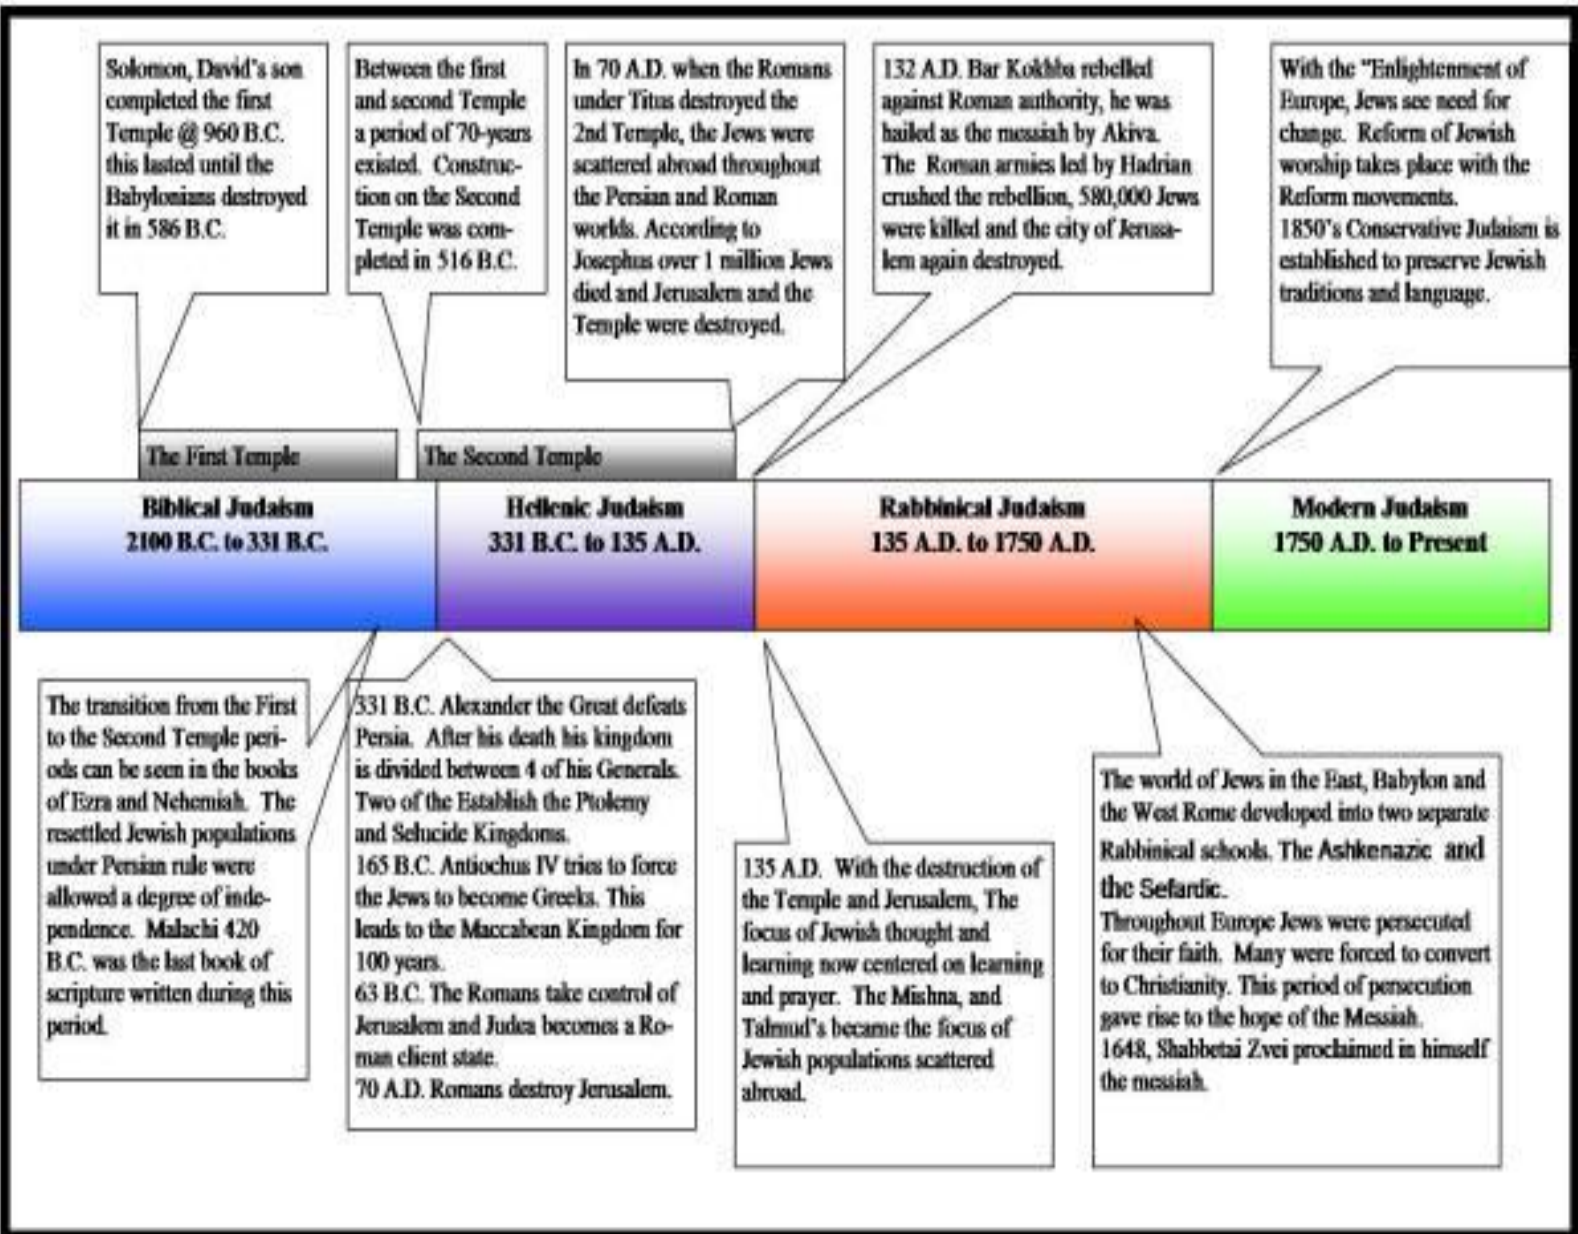 Solomon, David's son
completed the first
Temple @ 960 B.C.
this lasted until the
Babylonians destroyed
it in 586 B.C.
Between the first
and second Temple
a period of 70-years
existed. Construc-
tion on the Second
Temple was com-
pleted in 516 B.C.
In 70 A.D. when the Romans
under Titus destroyed the
2nd Temple, the Jews were
scattered abroad throughout
the Persian and Roman
worlds. According to
Josephus over 1 million Jews
died and Jerusalem and the
Temple were destroyed.
132 A.D. Bar Kokhba rebelled
against Roman authority, he was
hailed as the messiah by Akiva.
The Roman armies led by Hadrian
crushed the rebellion, 580,000 Jews
were killed and the city of Jerusa-
lem again destroyed.
With the "Enlightenment of
Europe, Jews see need for
change. Reform of Jewish
worship takes place with the
Reform movements.
1850's Conservative Judaism is
established to preserve Jewish
traditions and language.
The First Temple
The Second Temple
Biblical Judaism
2100 B.C. to 331 B.C.
Hellenic Judaism
331 B.C. to 135 A.D.
Rabbinical Judaism
135 A.D. to 1750 A.D.
Modern Judaism
1750 A.D. to Present
The transition from the First
to the Second Temple peri-
ods can be seen in the books
of Ezra and Nehemiah. The
resettled Jewish populations
under Persian rule were
allowed a degree of inde-
pendence. Malachi 420
B.C. was the last book of
scripture written during this
period.
331 B.C. Alexander the Great defeats
Persia. After his death his kingdom
is divided between 4 of his Generals.
Two of the Establish the Ptolemy
and Selucide Kingdoms.
165 B.C. Antiochus IV tries to force
the Jews to become Greeks. This
leads to the Maccabean Kingdom for
100 years.
63 B.C. The Romans take control of
Jerusalem and Judea becomes a Ro-
man client state.
70 A.D. Romans destroy Jerusalem.
135 A.D. With the destruction of
the Temple and Jerusalem, The
focus of Jewish thought and
learning now centered on learning
and prayer. The Mishna, and
Talmud's became the focus of
Jewish populations scattered
abroad.
The world of Jews in the East, Babylon and
the West Rome developed into two separate
Rabbinical schools. The Ashkenazic and
the Sefardic.
Throughout Europe Jews were persecuted
for their faith. Many were forced to convert
to Christianity. This period of persecution
gave rise to the hope of the Messiah.
1648, Shabbetai Zvei proclaimed in himself
the messiah.